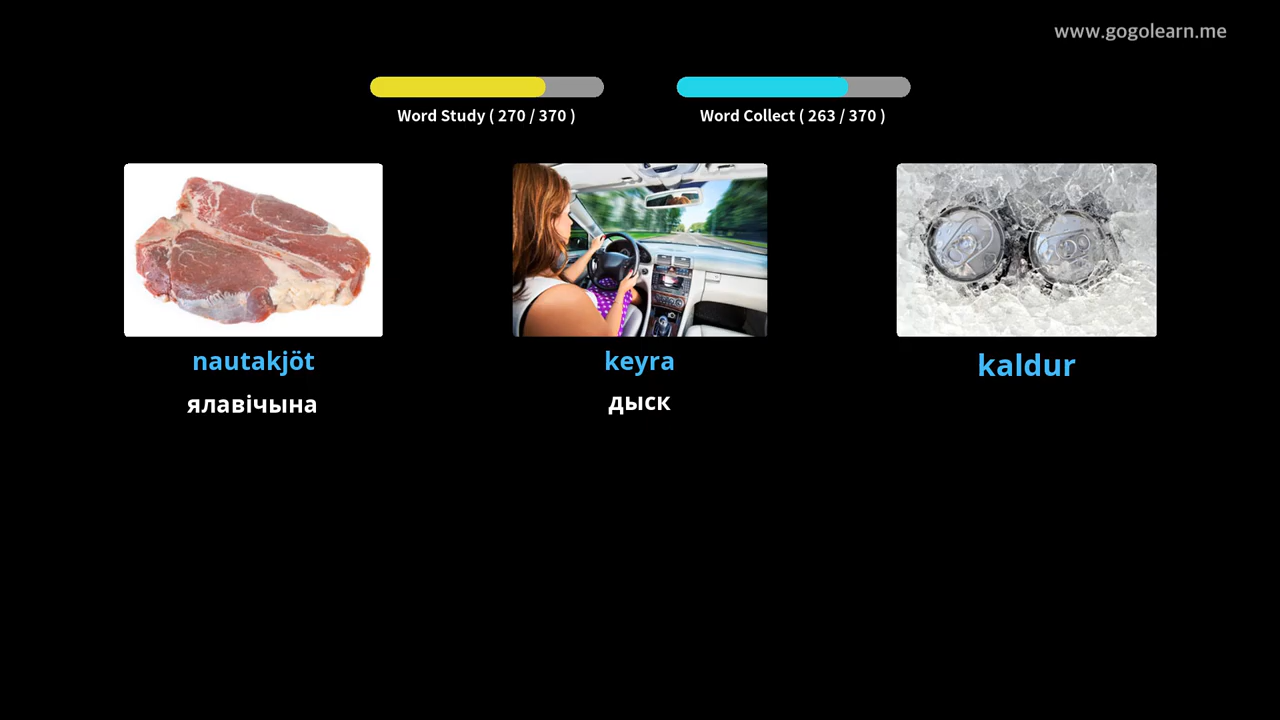 www.gogolearn.me
Word Study ( 270 / 370 )
Word Collect ( 263 / 370 )
nautakjöt
keyra
kaldur
ялавічына
дыск